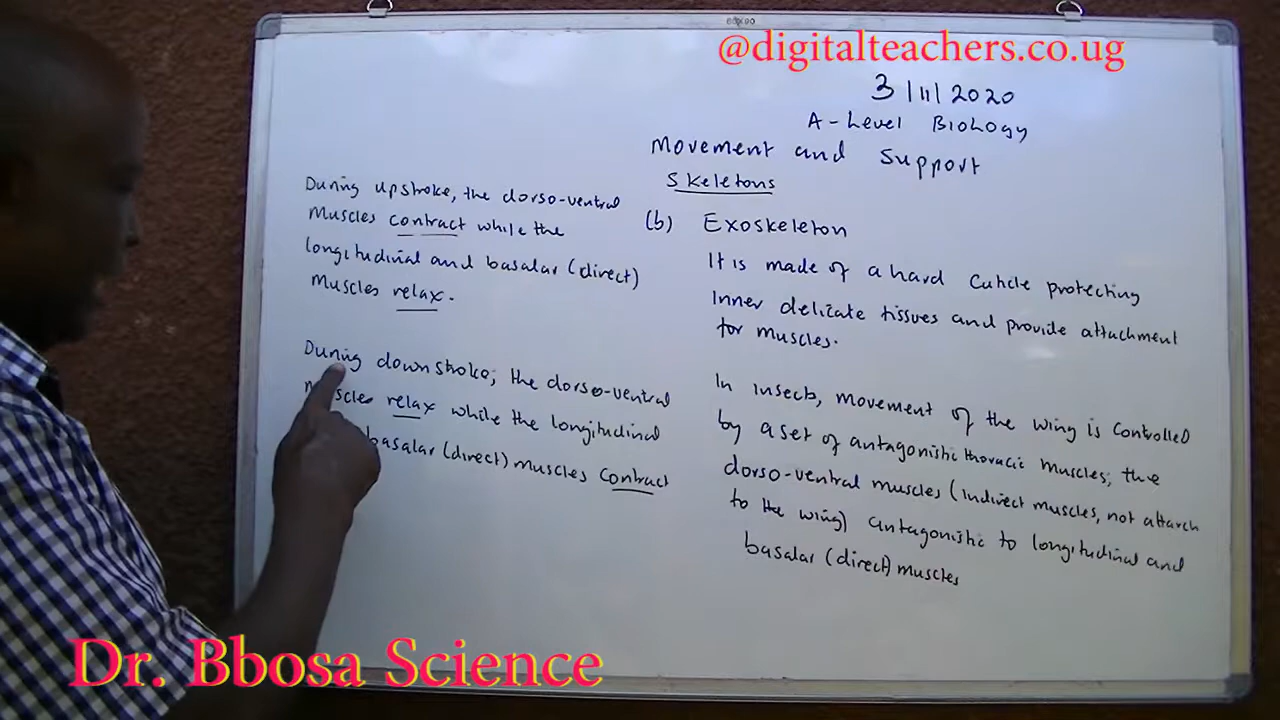 @digitalteachers.co.ug
3/11/2020
A-Level Biology
Movement and Support
Skeletons
(b) Exoskeleton
It is made of a hard cuticle protecting
inner delicate tissues and provide attachment
for muscles.
In insects, movement of the wing is controlled
by a set of antagonistic thoracic muscles; the
dorso-ventral muscles (indirect muscles, not attarch
to the wing) antagonistic to longitudinal and
basalar (direct) muscles
During upstroke, the dorso-ventral
muscles contract while the
longitudinal and basalar (direct)
muscles relax.
During downstroke, the dorso-ventral
relax while the longitudinal
basalar (direct) muscles contract
Dr. Bbosa Science